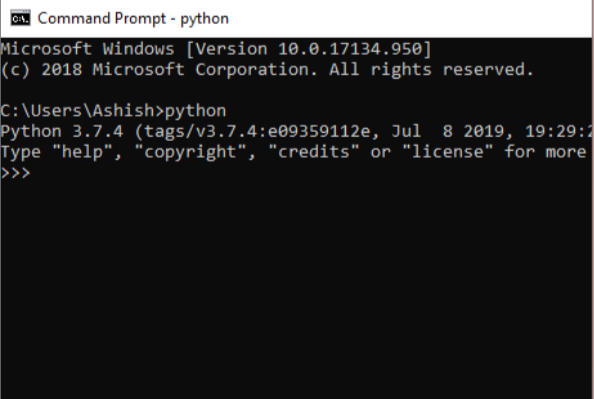 Command Prompt - python
Microsoft Windows [Version 10.0.17134.950]
(c) 2018 Microsoft Corporation. All rights reserved.
C:\Users\Ashish>python
Python 3.7.4 (tags/v3.7.4:e09359112e, Jul  8 2019, 19:29:2
Type "help", "copyright", "credits" or "license" for more
>>>